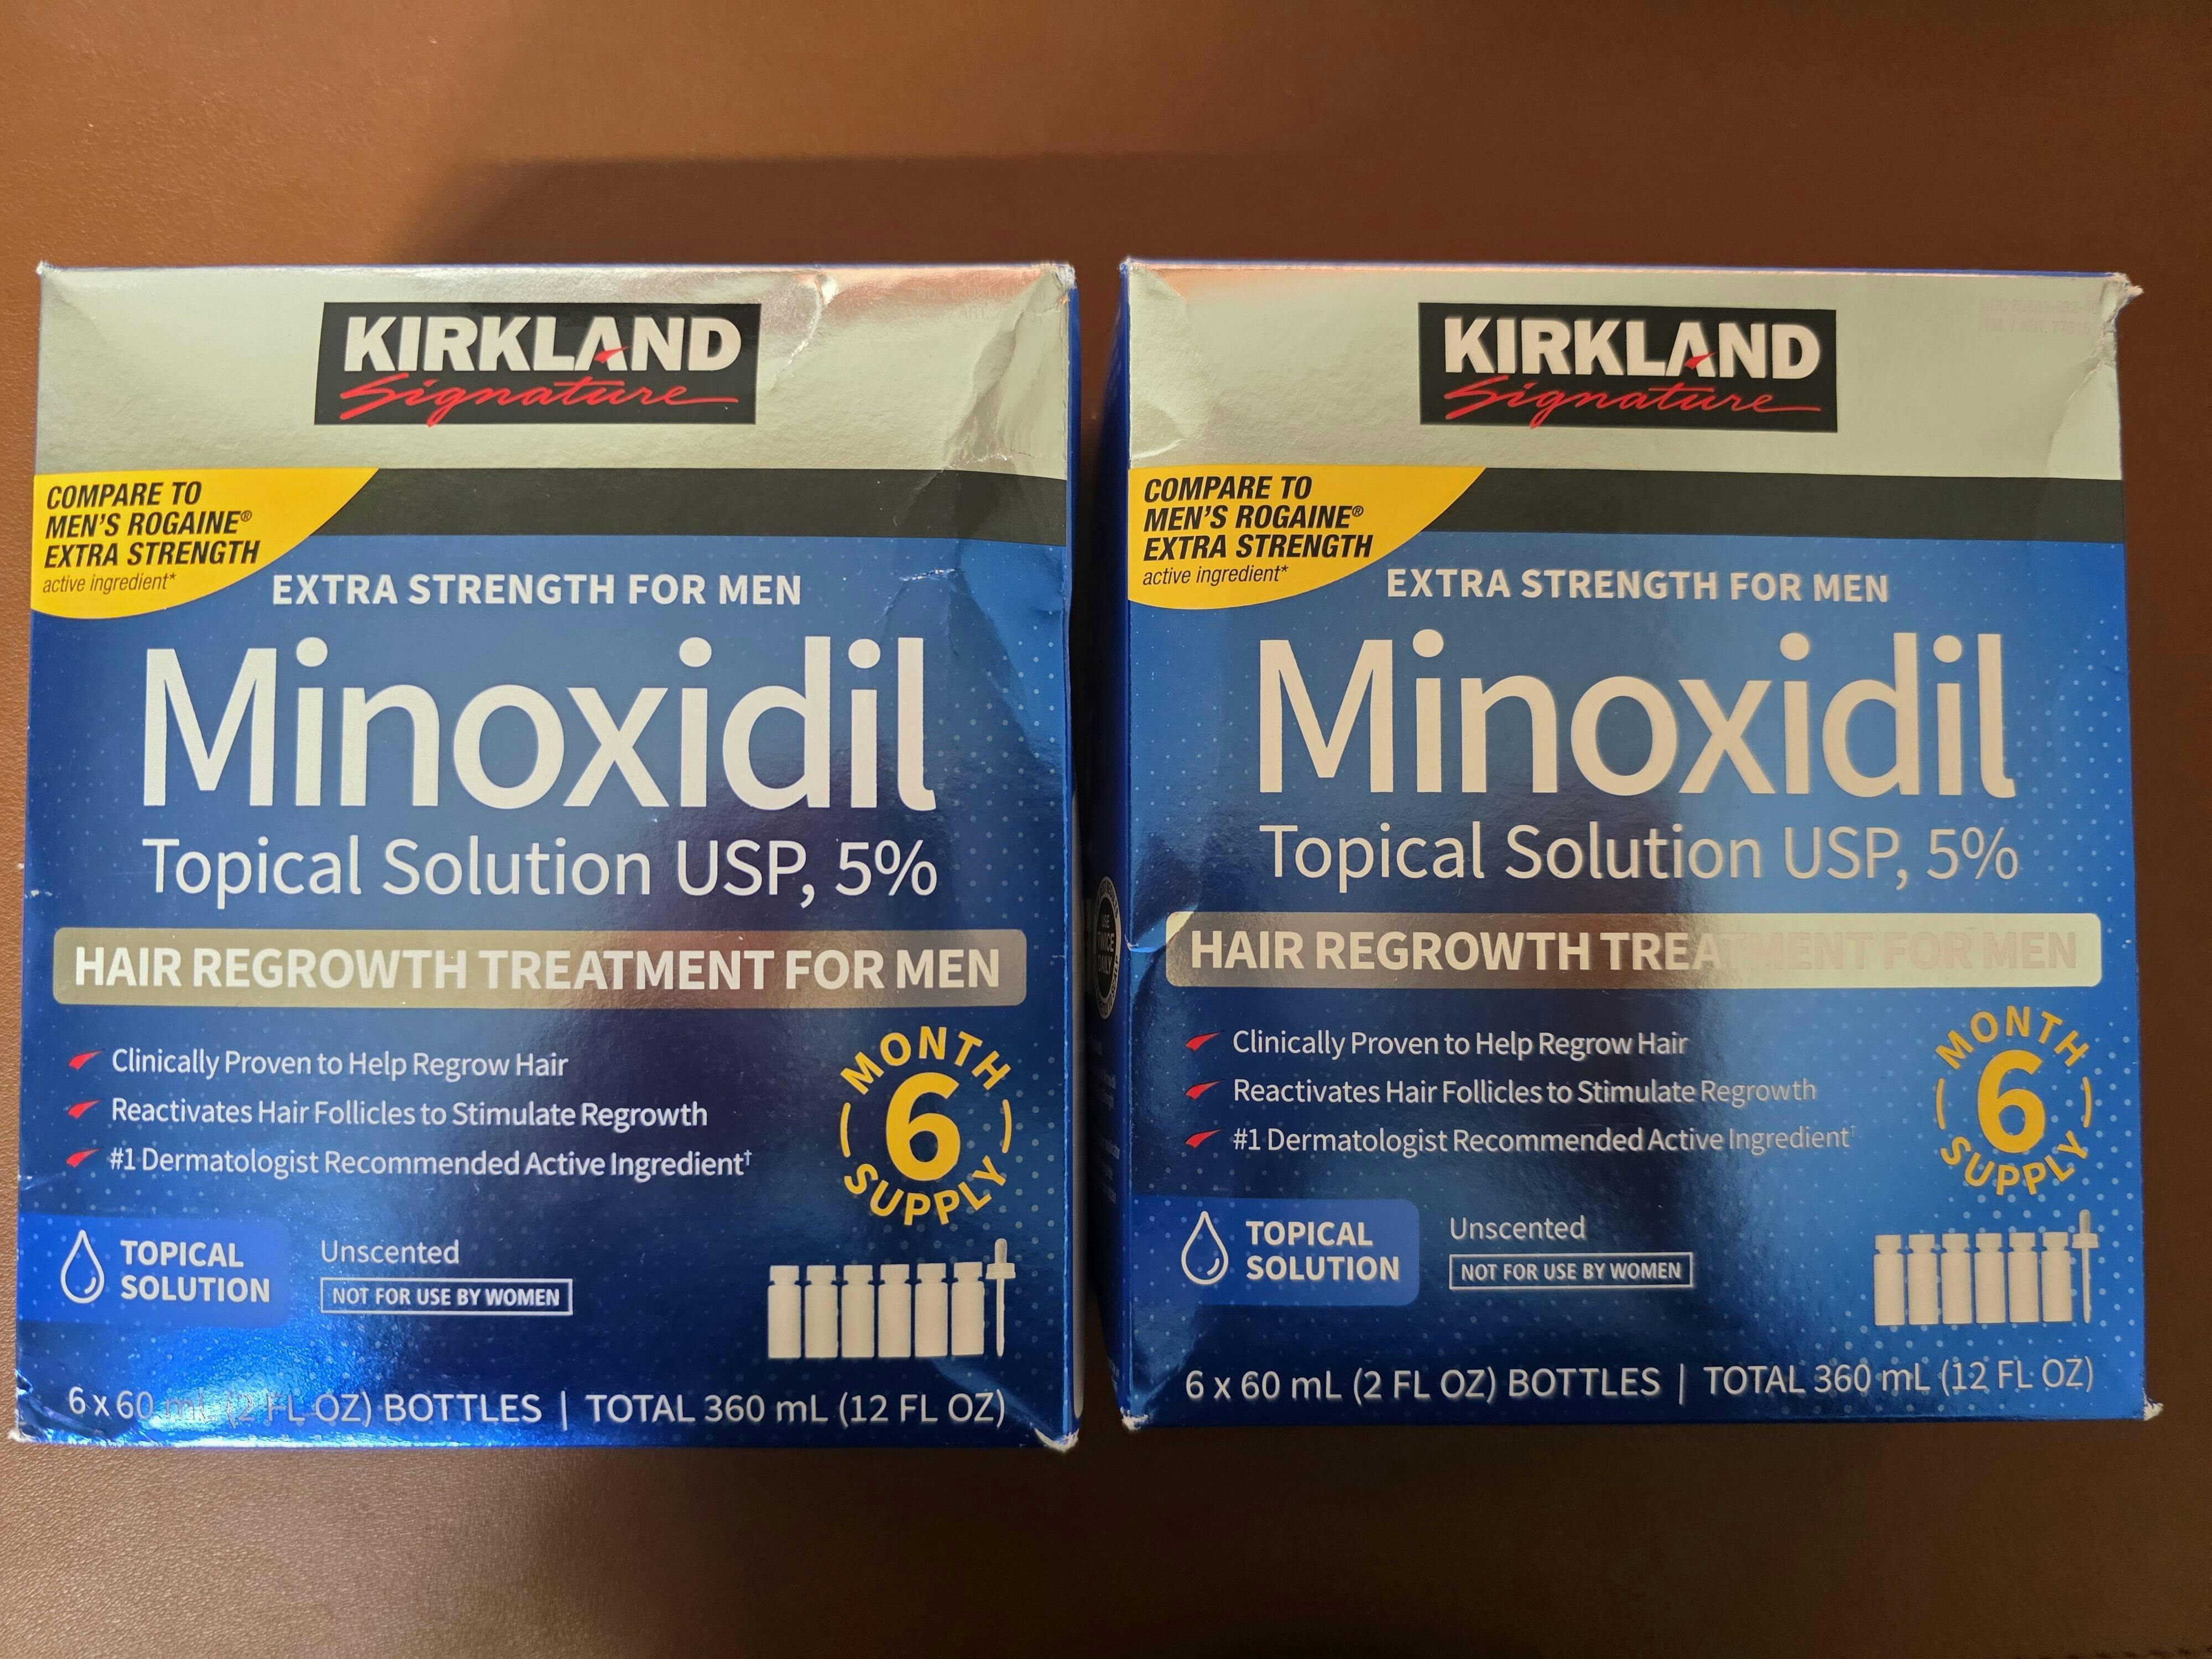 KIRKLAND
Signature
COMPARE TO
MEN'S ROGAINE®
EXTRA STRENGTH
active ingredient*
EXTRA STRENGTH FOR MEN
Minoxidil
Topical Solution USP, 5%
HAIR REGROWTH TREATMENT FOR MEN
Clinically Proven to Help Regrow Hair
Reactivates Hair Follicles to Stimulate Regrowth
#1 Dermatologist Recommended Active Ingredient†
MONTH
6
SUPPLY
TOPICAL
SOLUTION
Unscented
NOT FOR USE BY WOMEN
6 x 60 mL (2 FL OZ) BOTTLES | TOTAL 360 mL (12 FL OZ)
KIRKLAND
Signature
COMPARE TO
MEN'S ROGAINE®
EXTRA STRENGTH
active ingredient*
EXTRA STRENGTH FOR MEN
Minoxidil
Topical Solution USP, 5%
USE
TWICE
DAILY
HAIR REGROWTH TREATMENT FOR MEN
Clinically Proven to Help Regrow Hair
Reactivates Hair Follicles to Stimulate Regrowth
#1 Dermatologist Recommended Active Ingredient†
MONTH
6
SUPPLY
TOPICAL
SOLUTION
Unscented
NOT FOR USE BY WOMEN
6 x 60 mL (2 FL OZ) BOTTLES | TOTAL 360 mL (12 FL OZ)